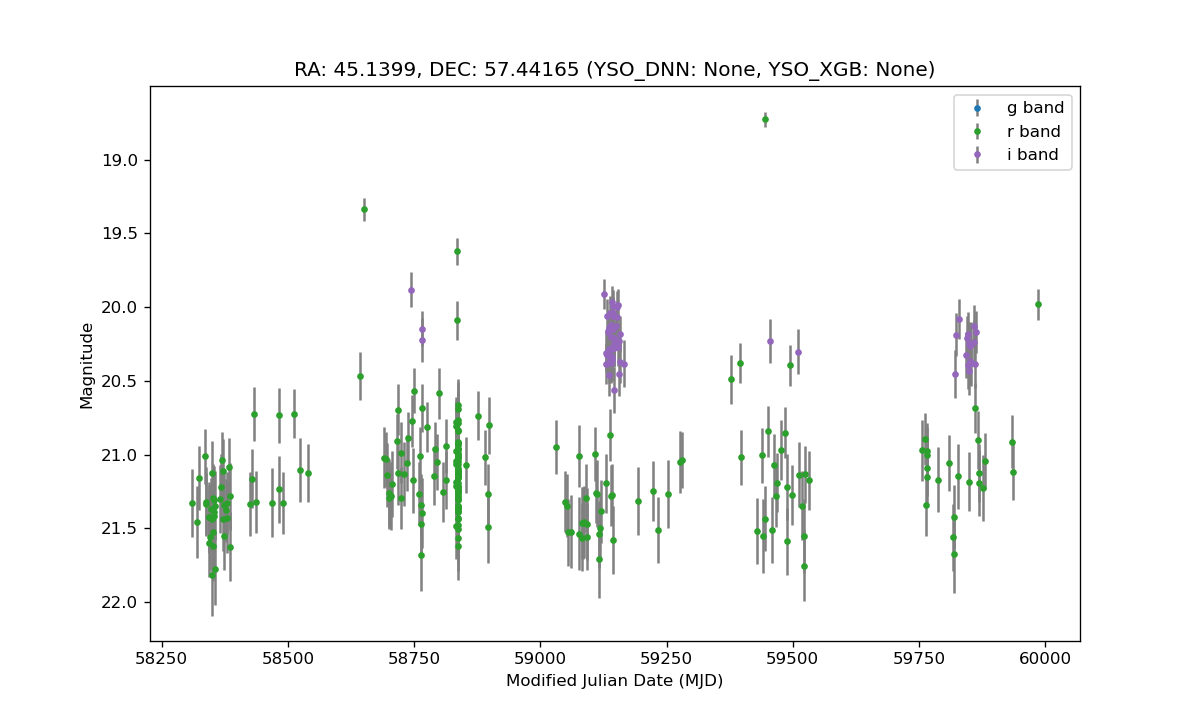 RA: 45.1399, DEC: 57.44165 (YSO_DNN: None, YSO_XGB: None)
g band
r band
i band
19.0
19.5
20.0
20.5
21.0
21.5
22.0
Magnitude
58250 58500 58750 59000 59250 59500 59750 60000
Modified Julian Date (MJD)